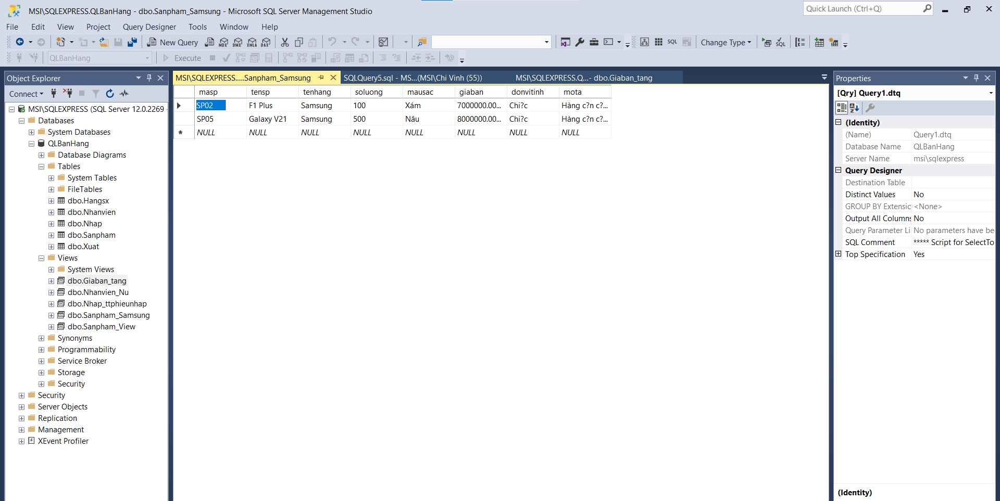 MSI\SQLEXPRESS.QLBanHang - dbo.Sanpham_Samsung - Microsoft SQL Server Management Studio
Quick Launch (Ctrl+Q)
File Edit View Project Query Designer Tools Window Help
New Query MDX DMX XMLA DAX SQL Change Type SQL
QLBanHang Execute
Object Explorer
Connect
MSI\SQLEXPRESS (SQL Server 12.0.2269 -
Databases
System Databases
QLBanHang
Database Diagrams
Tables
System Tables
FileTables
dbo.Hangsx
dbo.Nhanvien
dbo.Nhap
dbo.Sanpham
dbo.Xuat
Views
System Views
dbo.Giaban_tang
dbo.Nhanvien_Nu
dbo.Nhap_ttphieunhap
dbo.Sanpham_Samsung
dbo.Sanpham_View
Synonyms
Programmability
Service Broker
Storage
Security
Security
Server Objects
Replication
Management
XEvent Profiler
MSI\SQLEXPRESS.....Sanpham_Samsung SQLQuery5.sql - MS...(MSI\Chi Vinh (55)) MSI\SQLEXPRESS.Q...- dbo.Giaban_tang
masp tensp tenhang soluong mausac giaban donvitinh mota
SP02 F1 Plus Samsung 100 Xám 7000000.00... Chi?c Hàng c?n c?...
SP05 Galaxy V21 Samsung 500 Nâu 8000000.00... Chi?c Hàng c?n c?...
NULL NULL NULL NULL NULL NULL NULL NULL
Properties
[Qry] Query1.dtq
(Identity)
(Name) Query1.dtq
Database Name QLBanHang
Server Name msi\sqlexpress
Query Designer
Destination Table
Distinct Values No
GROUP BY Extensic <None>
Output All Columns No
Query Parameter Li No parameters have be
SQL Comment ***** Script for SelectTo
Top Specification Yes
(Identity)